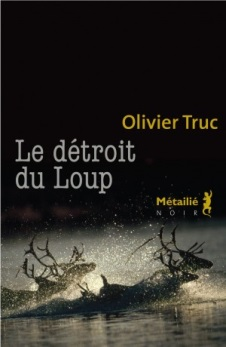 Olivier Truc
Le détroit
du Loup
Métailié
NOIR